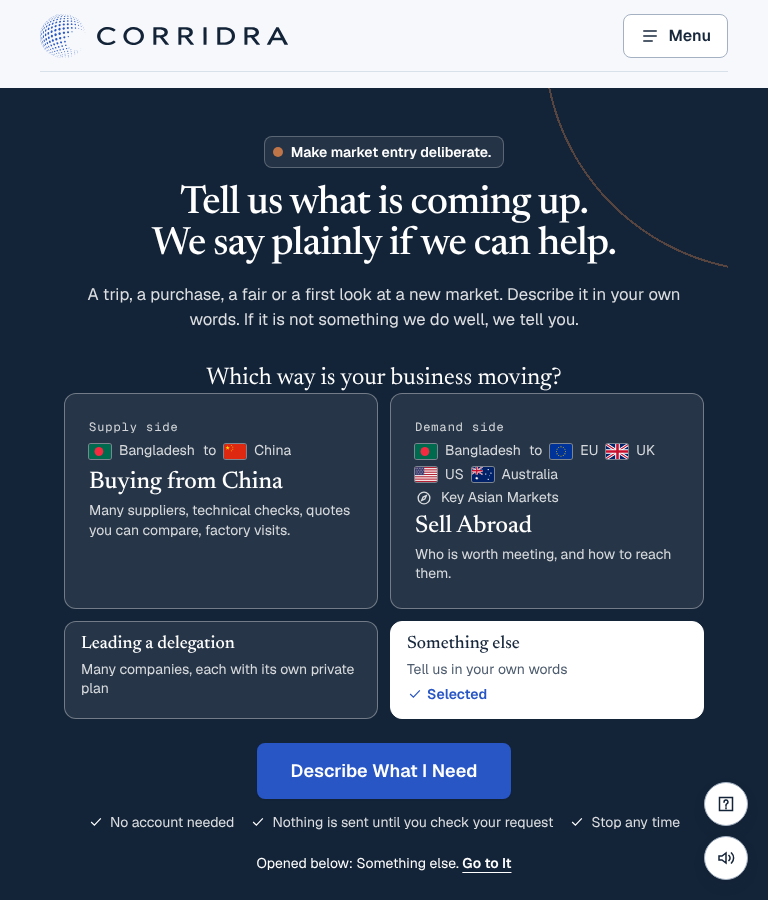 CORRIDRA
Menu
Make market entry deliberate.
Tell us what is coming up.
We say plainly if we can help.
A trip, a purchase, a fair or a first look at a new market. Describe it in your own
words. If it is not something we do well, we tell you.
Which way is your business moving?
Supply side
Bangladesh to China
Buying from China
Many suppliers, technical checks, quotes
you can compare, factory visits.
Demand side
Bangladesh to EU UK
US Australia
Key Asian Markets
Sell Abroad
Who is worth meeting, and how to reach
them.
Leading a delegation
Many companies, each with its own private
plan
Something else
Tell us in your own words
Selected
Describe What I Need
No account needed
Nothing is sent until you check your request
Stop any time
Opened below: Something else. Go to It